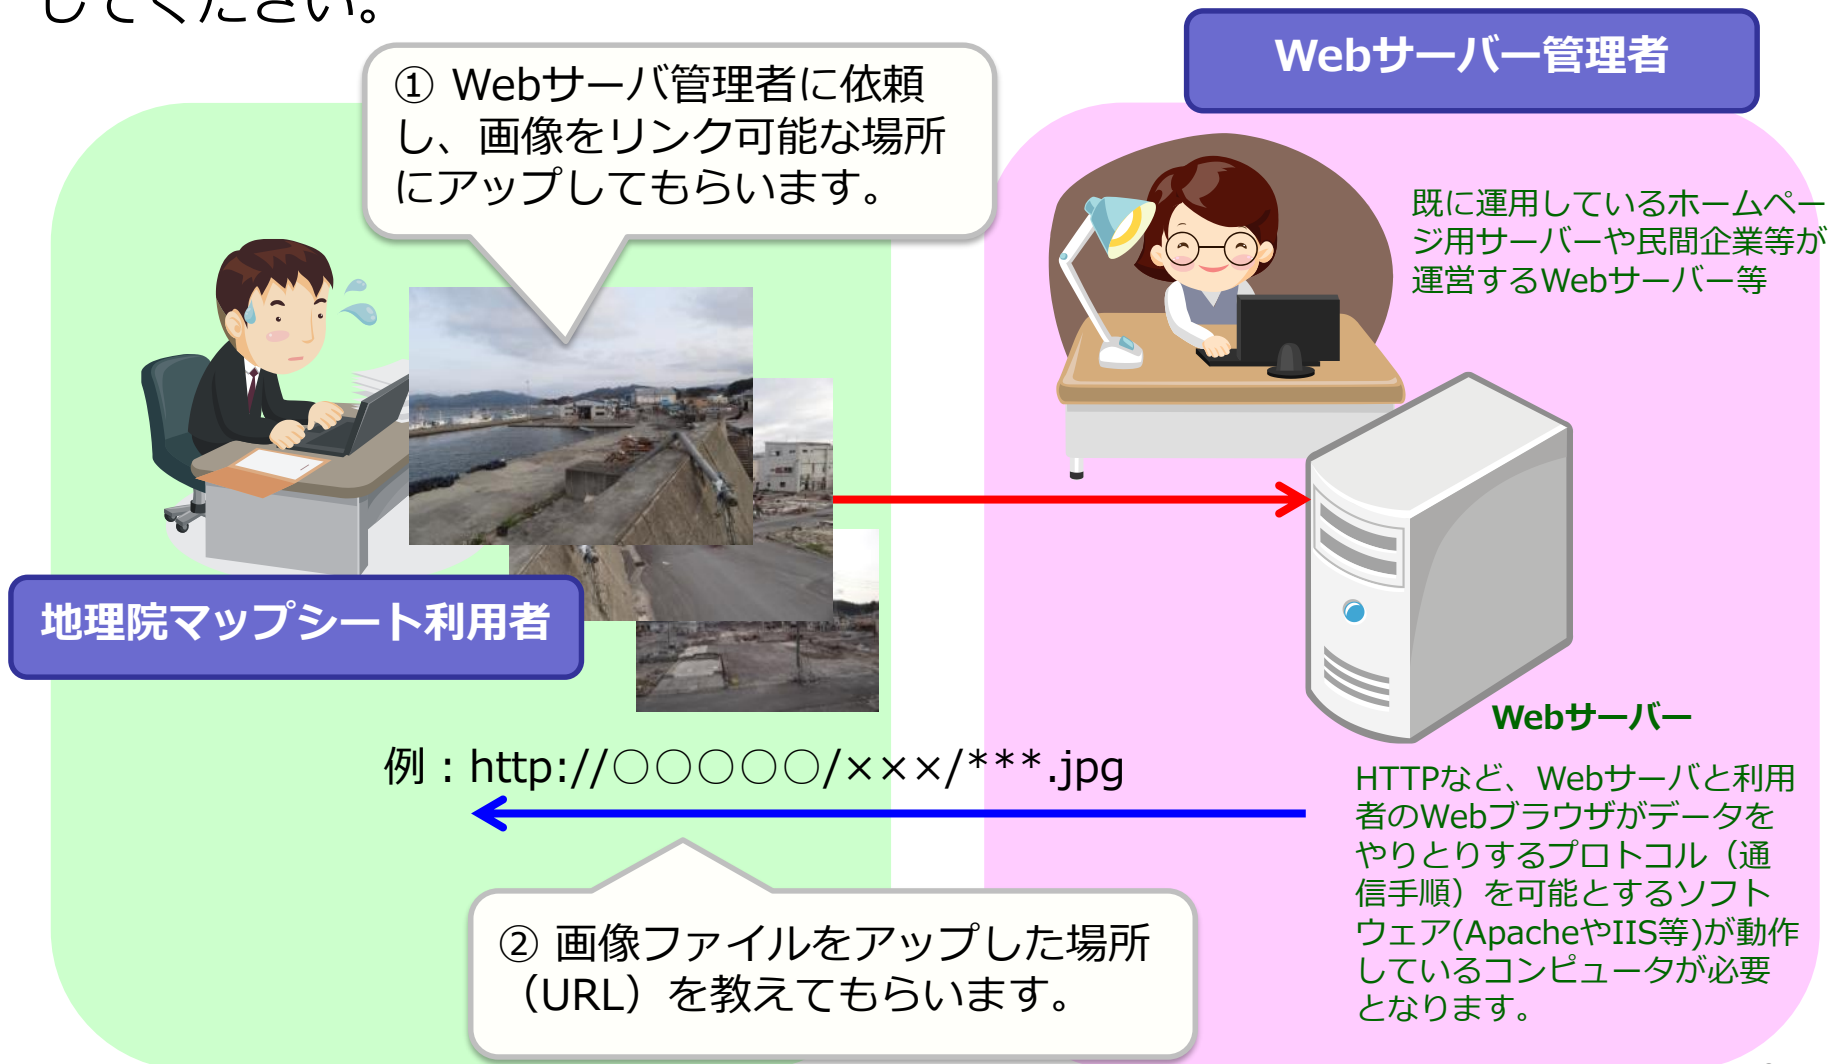 してください。
Webサーバー管理者
① Webサーバ管理者に依頼
し、画像をリンク可能な場所
にアップしてもらいます。
既に運用しているホームペー
ジ用サーバーや民間企業等が
運営するWebサーバー等
地理院マップシート利用者
Webサーバー
例：http://○○○○○/×××/***.jpg
HTTPなど、Webサーバと利用
者のWebブラウザがデータを
やりとりするプロトコル（通
信手順）を可能とするソフト
ウェア(ApacheやIIS等)が動作
しているコンピュータが必要
となります。
② 画像ファイルをアップした場所
（URL）を教えてもらいます。